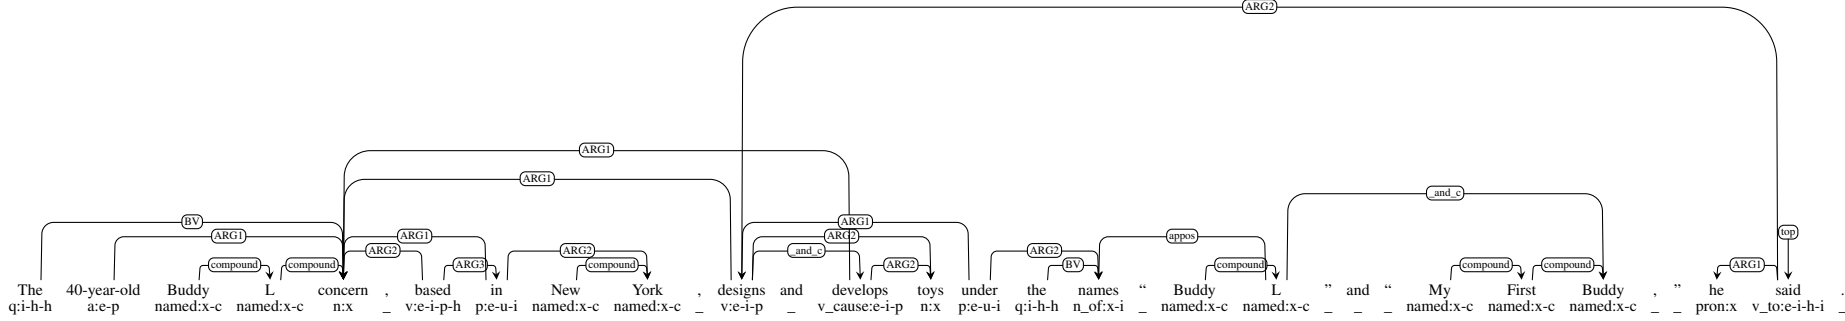 ARG2
ARG1
ARG1
_and_c
BV ARG1
ARG1 ARG1 ARG2 appos top
ARG2 ARG2 _and_c ARG2
compound compound ARG3 compound ARG2 BV compound compound compound ARG1
The 40-year-old Buddy L concern , based in New York , designs and develops toys under the names “ Buddy L ” and “ My First Buddy , ” he said .
q:i-h-h a:e-p named:x-c named:x-c n:x _ v:e-i-p-h p:e-u-i named:x-c named:x-c _ v:e-i-p _ v_cause:e-i-p n:x p:e-u-i q:i-h-h n_of:x-i _ named:x-c named:x-c _ _ _ named:x-c named:x-c named:x-c _ _ pron:x v_to:e-i-h-i _